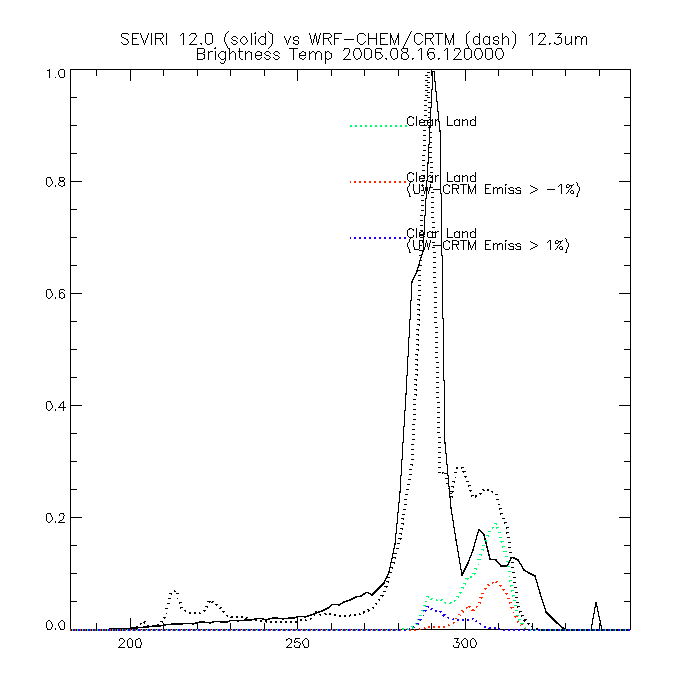 SEVIRI 12.0 (solid) vs WRF-CHEM/CRTM (dash) 12.3um
Brightness Temp 2006.08.16.120000
1.0
Clear Land
0.8
Clear Land
(UW-CRTM Emiss > -1%)
Clear Land
(UW-CRTM Emiss > 1%)
0.6
0.4
0.2
0.0
200
250
300